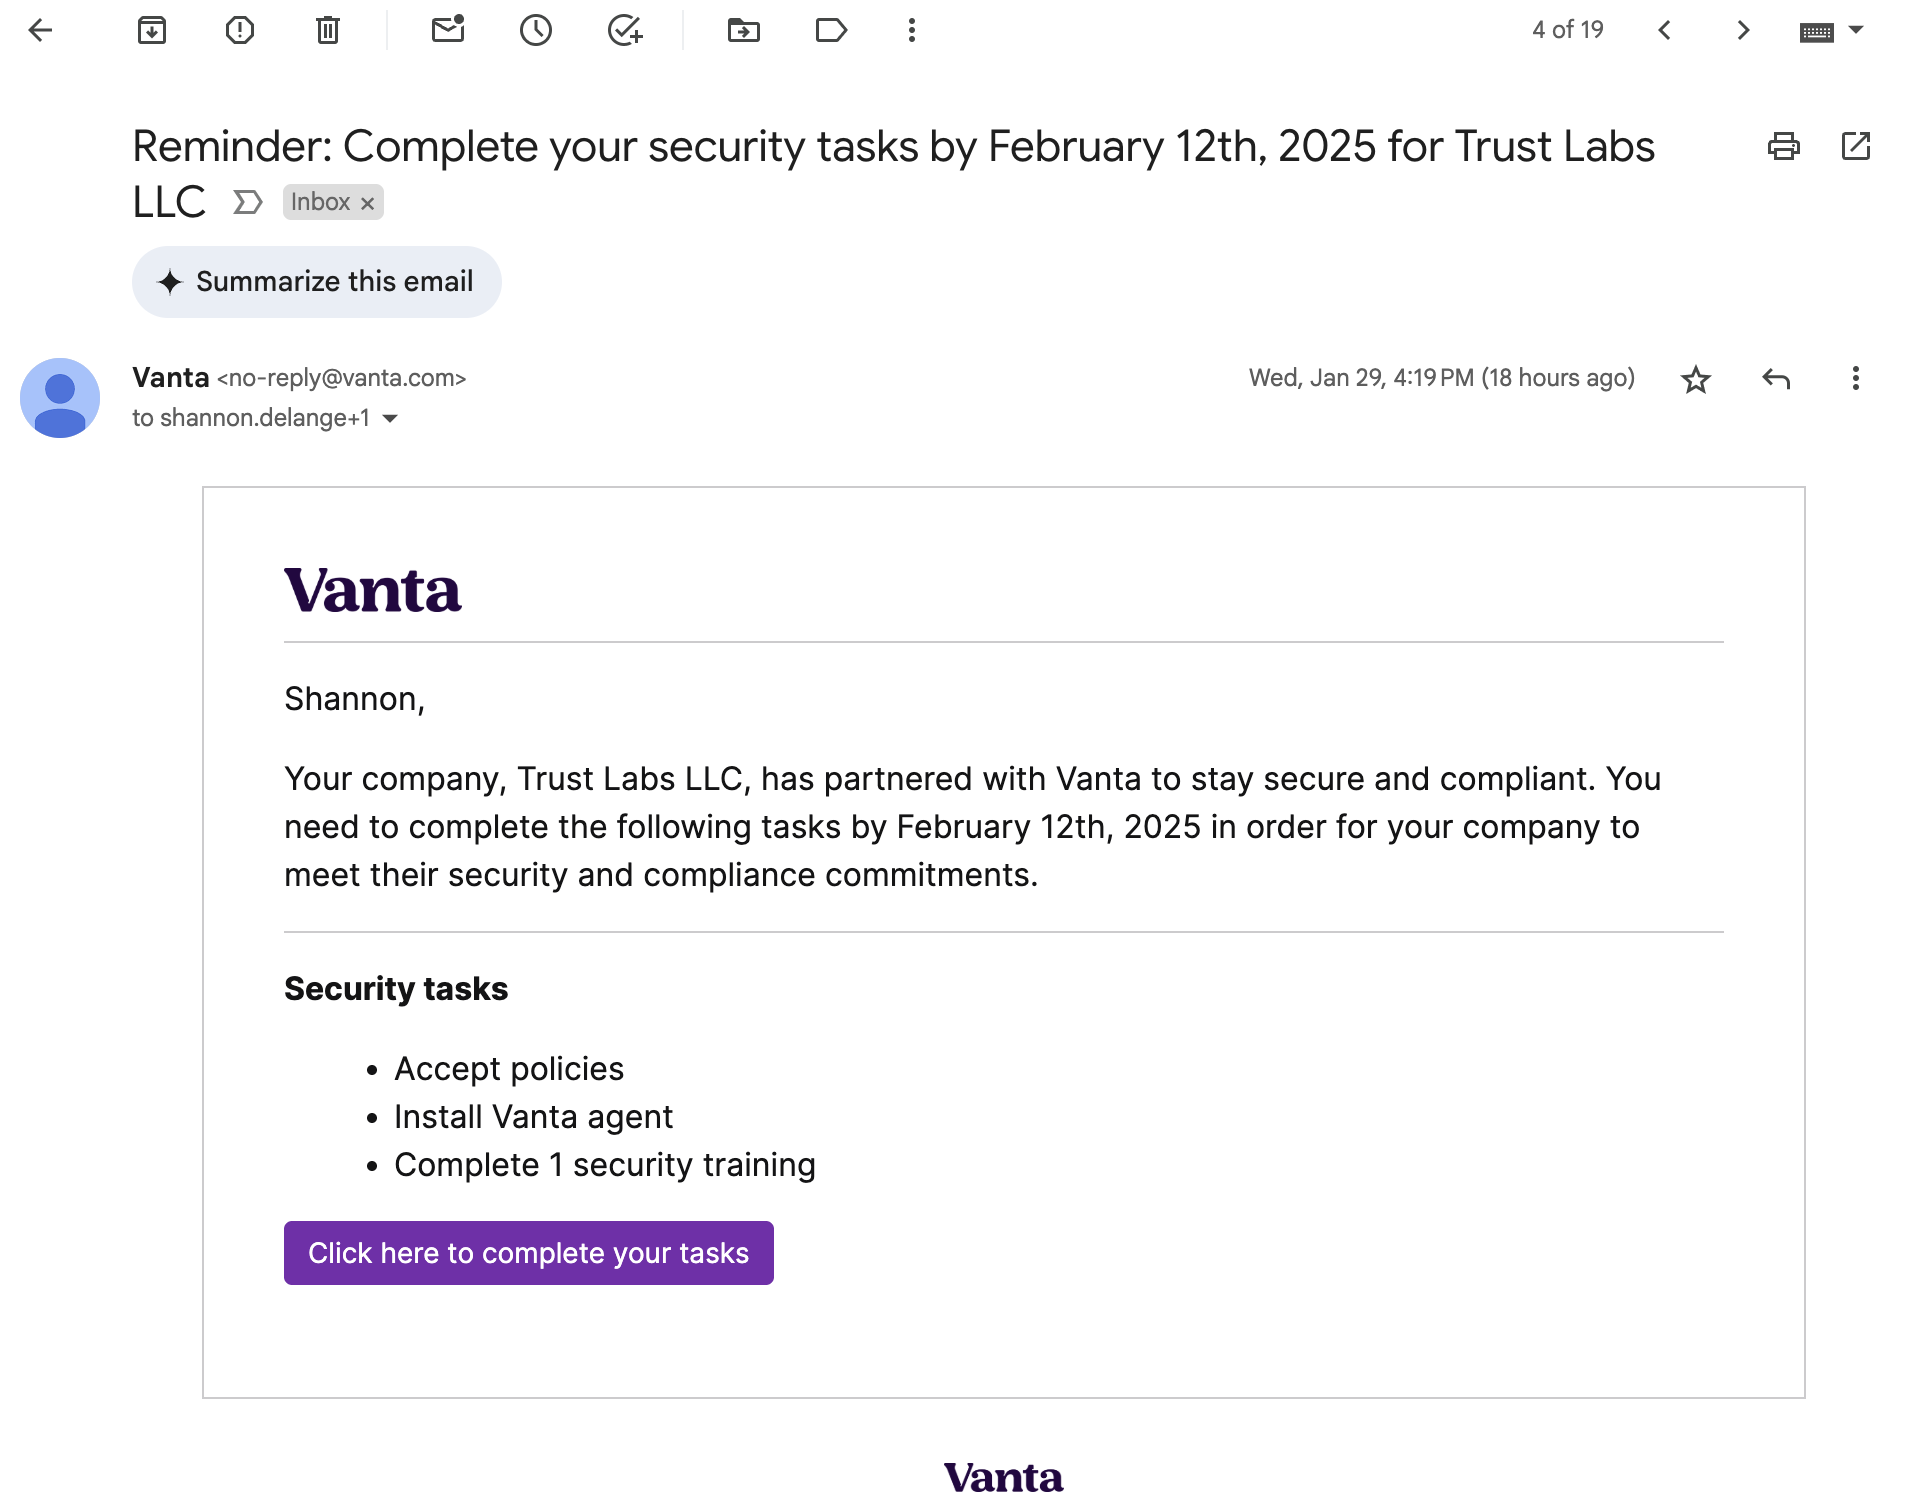 4 of 19
Reminder: Complete your security tasks by February 12th, 2025 for Trust Labs
LLC Inbox ×
Summarize this email
Vanta <no-reply@vanta.com> Wed, Jan 29, 4:19 PM (18 hours ago)
to shannon.delange+1
Vanta
Shannon,
Your company, Trust Labs LLC, has partnered with Vanta to stay secure and compliant. You
need to complete the following tasks by February 12th, 2025 in order for your company to
meet their security and compliance commitments.
Security tasks
• Accept policies
• Install Vanta agent
• Complete 1 security training
Click here to complete your tasks
Vanta